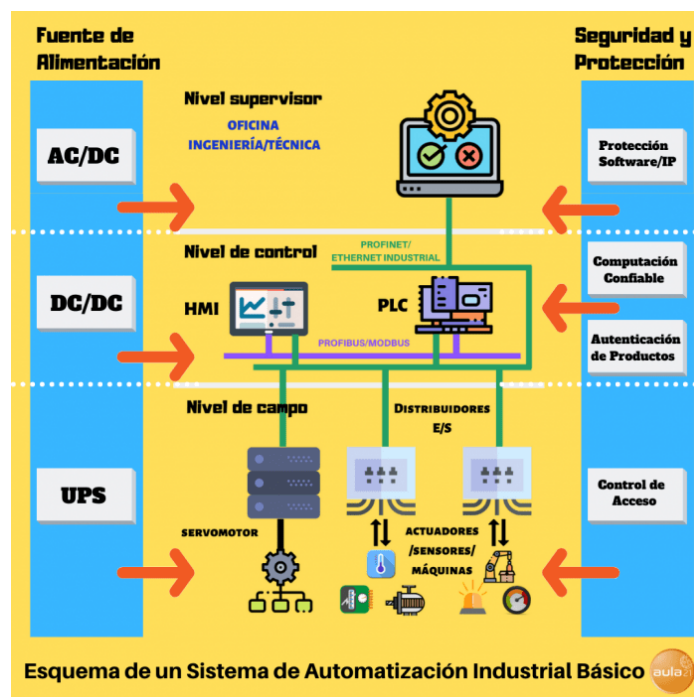 Fuente de
Alimentación
Seguridad y
Protección
Nivel supervisor
OFICINA
INGENIERÍA/TÉCNICA
AC/DC
Protección
Software/IP
Nivel de control
PROFINET/
ETHERNET INDUSTRIAL
Computación
Confiable
DC/DC
HMI
PLC
PROFIBUS/MODBUS
Autenticación
de Productos
Nivel de campo
DISTRIBUIDORES
E/S
UPS
Control de
Acceso
SERVOMOTOR
ACTUADORES
/SENSORES/
MÁQUINAS
Esquema de un Sistema de Automatización Industrial Básico
aula21